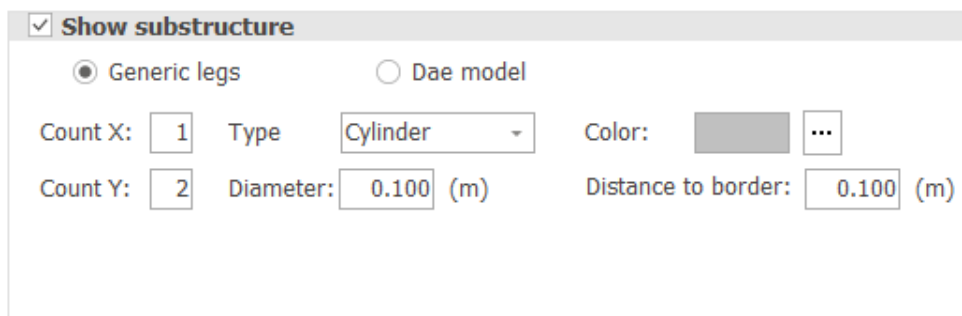 Show substructure
Generic legs Dae model
Count X: 1 Type Cylinder Color: ...
Count Y: 2 Diameter: 0.100 (m) Distance to border: 0.100 (m)